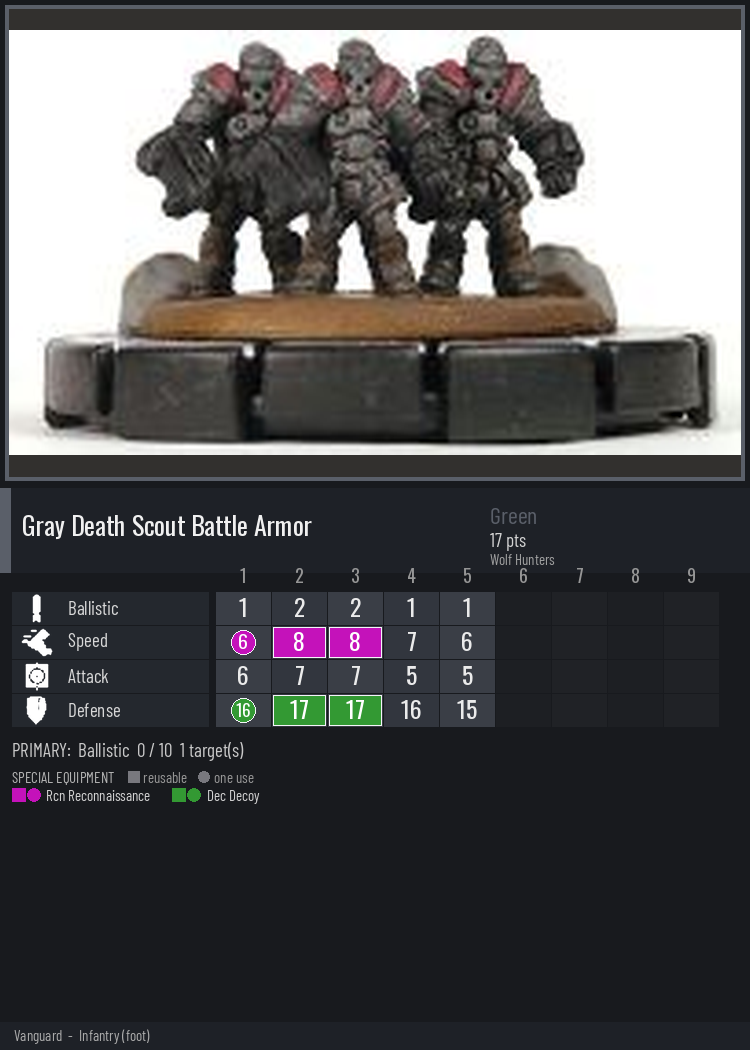 Gray Death Scout Battle Armor
Green
17 pts
Wolf Hunters
1 2 3 4 5 6 7 8 9
Ballistic 1 2 2 1 1
Speed 6 8 8 7 6
Attack 6 7 7 5 5
Defense 16 17 17 16 15
PRIMARY: Ballistic 0 / 10 1 target(s)
SPECIAL EQUIPMENT reusable one use
Rcn Reconnaissance Dec Decoy
Vanguard - Infantry (foot)